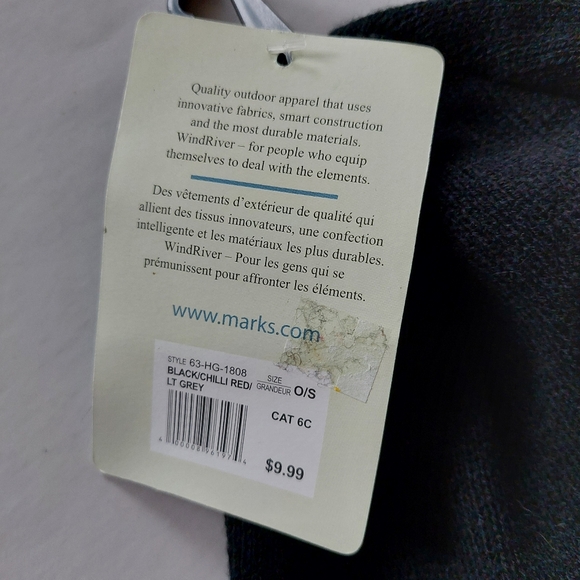 Quality outdoor apparel that uses
innovative fabrics, smart construction
and the most durable materials.
WindRiver – for people who equip
themselves to deal with the elements.
Des vêtements d'extérieur de qualité qui
allient des tissus innovateurs, une confection
intelligente et les matériaux les plus durables.
WindRiver – Pour les gens qui se
prémunissent pour affronter les éléments.
www.marks.com
STYLE 63-HG-1808
BLACK/CHILLI RED/
LT GREY
SIZE
GRANDEUR O/S
CAT 6C
$9.99